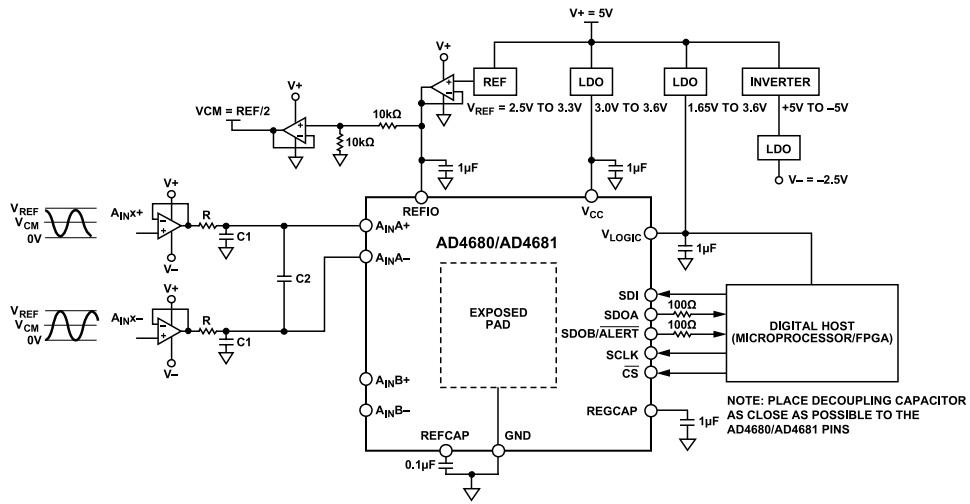 V+ = 5V
V+
REF
LDO
LDO
INVERTER
V+
VREF = 2.5V TO 3.3V
3.0V TO 3.6V
1.65V TO 3.6V
+5V TO –5V
VCM = REF/2
10kΩ
10kΩ
LDO
1µF
1µF
V– = –2.5V
REFIO
VCC
V+
VREF
VCM
0V
AINX+
R
C1
V–
AINA+
AINA–
AD4680/AD4681
VLOGIC
1µF
C2
EXPOSED
PAD
V+
VREF
VCM
0V
AINX–
R
C1
V–
SDI
SDOA
100Ω
SDOB/ALERT
100Ω
SCLK
CS
DIGITAL HOST
(MICROPROCESSOR/FPGA)
AINB+
AINB–
NOTE: PLACE DECOUPLING CAPACITOR
AS CLOSE AS POSSIBLE TO THE
AD4680/AD4681 PINS
REGCAP
1µF
REFCAP
GND
0.1µF